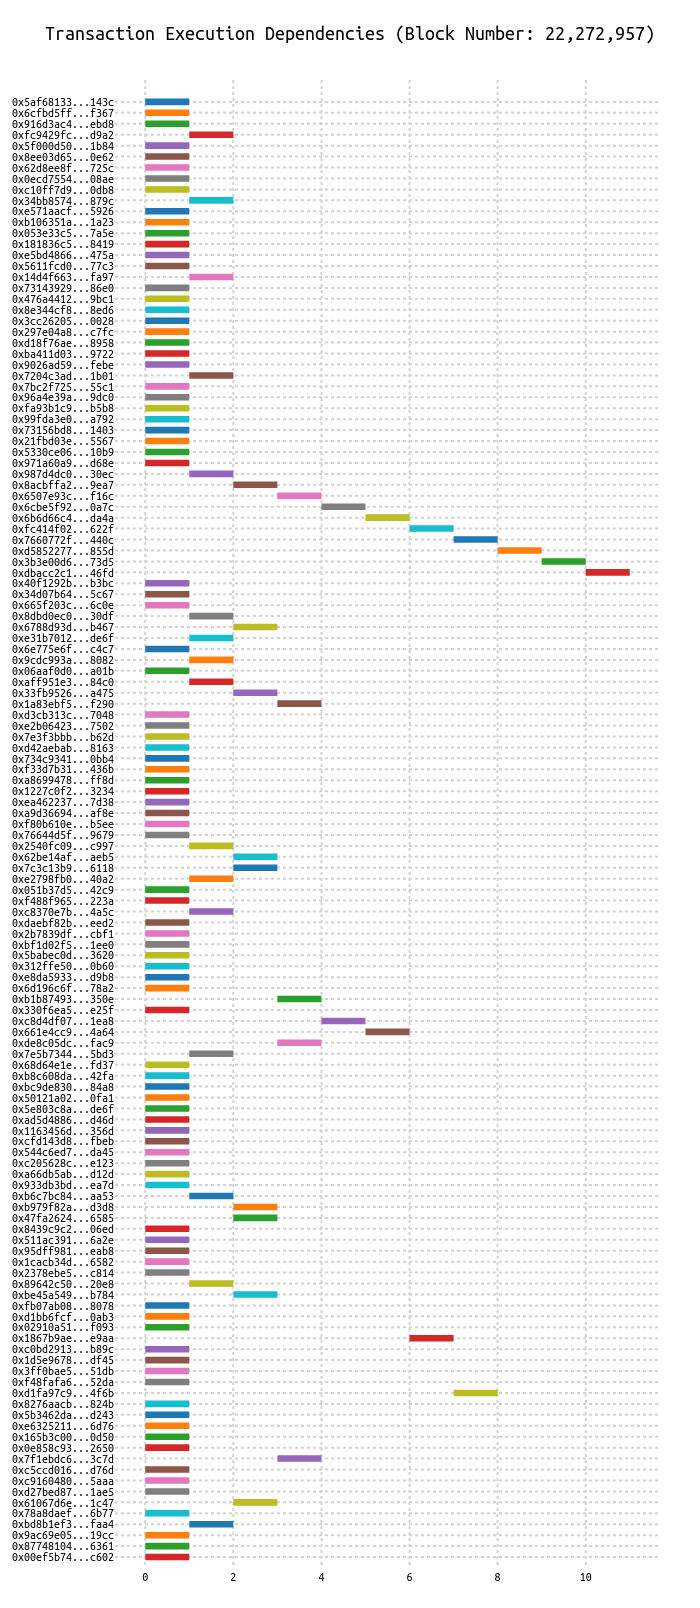 Transaction Execution Dependencies (Block Number: 22,272,957)
0x5af68133...143c
0x6cfbd5ff...f367
0x916d3ac4...ebd8
0xfc9429fc...d9a2
0x5f000d50...1b84
0x8ee03d65...0e62
0x62d8ee8f...725c
0x0ecd7554...08ae
0xc10ff7d9...0db8
0x34bb8574...879c
0xe571aacf...5926
0xb106351a...1a23
0x053e33c5...7a5e
0x181836c5...8419
0xe5bd4866...475a
0x5611fcd0...77c3
0x14d4f663...fa97
0x73143929...86e0
0x476a4412...9bc1
0x8e344cf8...8ed6
0x3cc26205...0028
0x297e04a8...c7fc
0xd18f76ae...8958
0xba411d03...9722
0x9026ad59...febe
0x7204c3ad...1b01
0x7bc2f725...55c1
0x96a4e39a...9dc0
0xfa93b1c9...b5b8
0x99fda3e0...a792
0x73156bd8...1403
0x21fbd03e...5567
0x5330ce06...10b9
0x971a60a9...d68e
0x987d4dc0...30ec
0x8acbffa2...9ea7
0x6507e93c...f16c
0x6cbe5f92...0a7c
0x6b6d66c4...da4a
0xfc414f02...622f
0x7660772f...440c
0xd5852277...855d
0x3b3e00d6...73d5
0xdbacc2c1...46fd
0x40f1292b...b3bc
0x34d07b64...5c67
0x665f203c...6c0e
0x8dbd0ec0...30df
0x6788d93d...b467
0xe31b7012...de6f
0x6e775e6f...c4c7
0x9cdc993a...8082
0x06aaf0d0...a01b
0xaff951e3...84c0
0x33fb9526...a475
0x1a83ebf5...f290
0xd3cb313c...7048
0xe2b06423...7502
0x7e3f3bbb...b62d
0xd42aebab...8163
0x734c9341...0bb4
0xf33d7b31...436b
0xa8699478...ff8d
0x1227c0f2...3234
0xea462237...7d38
0xa9d36694...af8e
0xf80b610e...b5ee
0x76644d5f...9679
0x2540fc09...c997
0x62be14af...aeb5
0x7c3c13b9...6118
0xe2798fb0...40a2
0x051b37d5...42c9
0xf488f965...223a
0xc8370e7b...4a5c
0xdaebf82b...eed2
0x2b7839df...cbf1
0xbf1d02f5...1ee0
0x5babec0d...3620
0x312ffe50...0b60
0xe8da5933...d9b8
0x6d196c6f...78a2
0xb1b87493...350e
0x330f6ea5...e25f
0xc8d4df07...1ea8
0x661e4cc9...4a64
0xde8c05dc...fac9
0x7e5b7344...5bd3
0x68d64e1e...fd37
0xb8c608da...42fa
0xbc9de830...84a8
0x50121a02...0fa1
0x5e803c8a...de6f
0xad5d4886...d46d
0x1163456d...356d
0xcfd143d8...fbeb
0x544c6ed7...da45
0xc205628c...e123
0xa66db5ab...d12d
0x933db3bd...ea7d
0xb6c7bc84...aa53
0xb979f82a...d3d8
0x47fa2624...6585
0x8439c9c2...06ed
0x511ac391...6a2e
0x95dff981...eab8
0x1cacb34d...6582
0x2378ebe5...c814
0x89642c50...20e8
0xbe45a549...b784
0xfb07ab08...8078
0xd1bb6fcf...0ab3
0x02910a51...f093
0x1867b9ae...e9aa
0xc0bd2913...b89c
0x1d5e9678...df45
0x3ff0bae5...51db
0xf48fafa6...52da
0xd1fa97c9...4f6b
0x8276aacb...824b
0x5b3462da...d243
0xe6325211...6d76
0x165b3c00...0d50
0x0e858c93...2650
0x7f1ebdc6...3c7d
0xc5ccd016...d76d
0xc9160480...5aaa
0xd27bed87...1ae5
0x61067d6e...1c47
0x78a8daef...6b77
0xbd8b1ef3...faa4
0x9ac69e05...19cc
0x87748104...6361
0x00ef5b74...c602
0 2 4 6 8 10